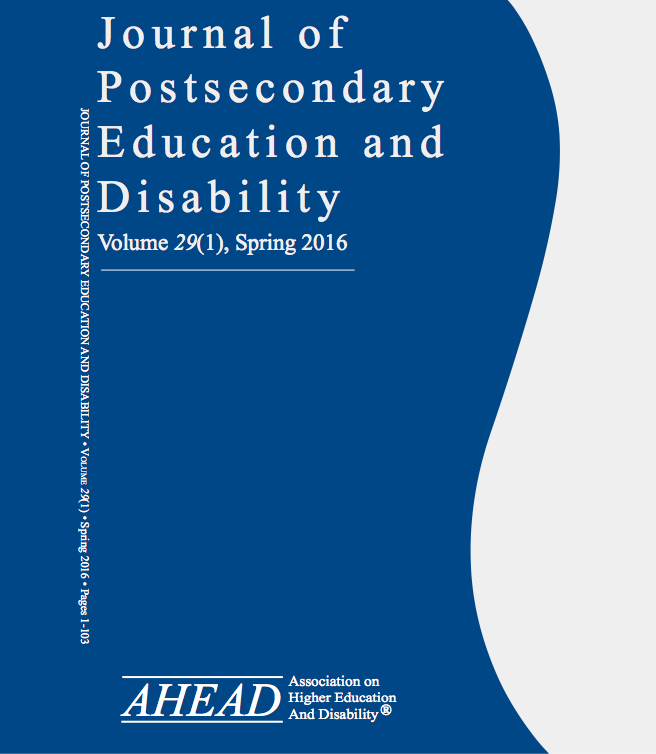 Journal of
Postsecondary
Education and
Disability
Volume 29(1), Spring 2016
JOURNAL OF POSTSECONDARY EDUCATION AND DISABILITY • VOLUME 29(1) • Spring 2016 • Pages 1-103
AHEAD
Association on
Higher Education
And Disability®